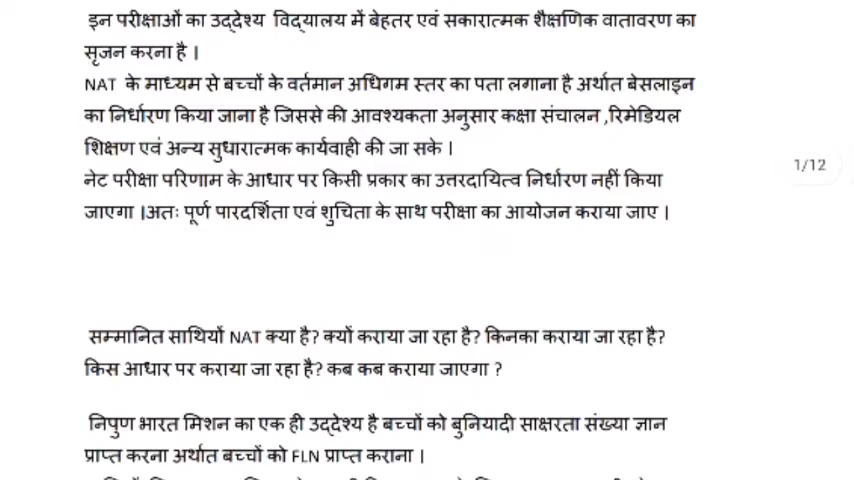 इन परीक्षाओं का उद्देश्य विद्यालय में बेहतर एवं सकारात्मक शैक्षणिक वातावरण का
सृजन करना है ।
NAT के माध्यम से बच्चों के वर्तमान अधिगम स्तर का पता लगाना है अर्थात बेसलाइन
का निर्धारण किया जाना है जिससे की आवश्यकता अनुसार कक्षा संचालन ,रिमेडियल
शिक्षण एवं अन्य सुधारात्मक कार्यवाही की जा सके ।
1/12
नेट परीक्षा परिणाम के आधार पर किसी प्रकार का उत्तरदायित्व निर्धारण नहीं किया
जाएगा ।अतः पूर्ण पारदर्शिता एवं शुचिता के साथ परीक्षा का आयोजन कराया जाए ।
सम्मानित साथियों NAT क्या है? क्यों कराया जा रहा है? किनका कराया जा रहा है?
किस आधार पर कराया जा रहा है? कब कब कराया जाएगा ?
निपुण भारत मिशन का एक ही उद्देश्य है बच्चों को बुनियादी साक्षरता संख्या ज्ञान
प्राप्त करना अर्थात बच्चों को FLN प्राप्त कराना ।